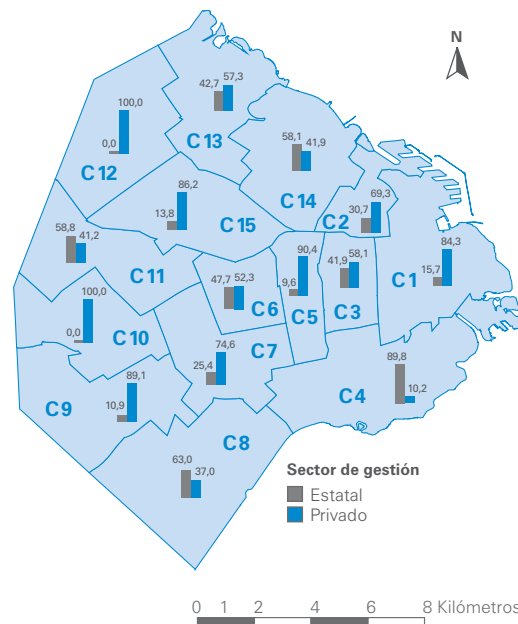 N
42,7 57,3
C 13
100,0
0,0
C 12
58,1 41,9
C 14
86,2
13,8
C 15
69,3
30,7
C 2
58,8
41,2
C 11
90,4
9,6
C 5
41,9 58,1
C 3
84,3
15,7
C 1
47,7 52,3
C 6
100,0
0,0
C 10
74,6
25,4
C 7
89,8
10,2
C 4
89,1
10,9
C 9
63,0
37,0
C 8
Sector de gestión
Estatal
Privado
0 1 2 4 6 8 Kilómetros